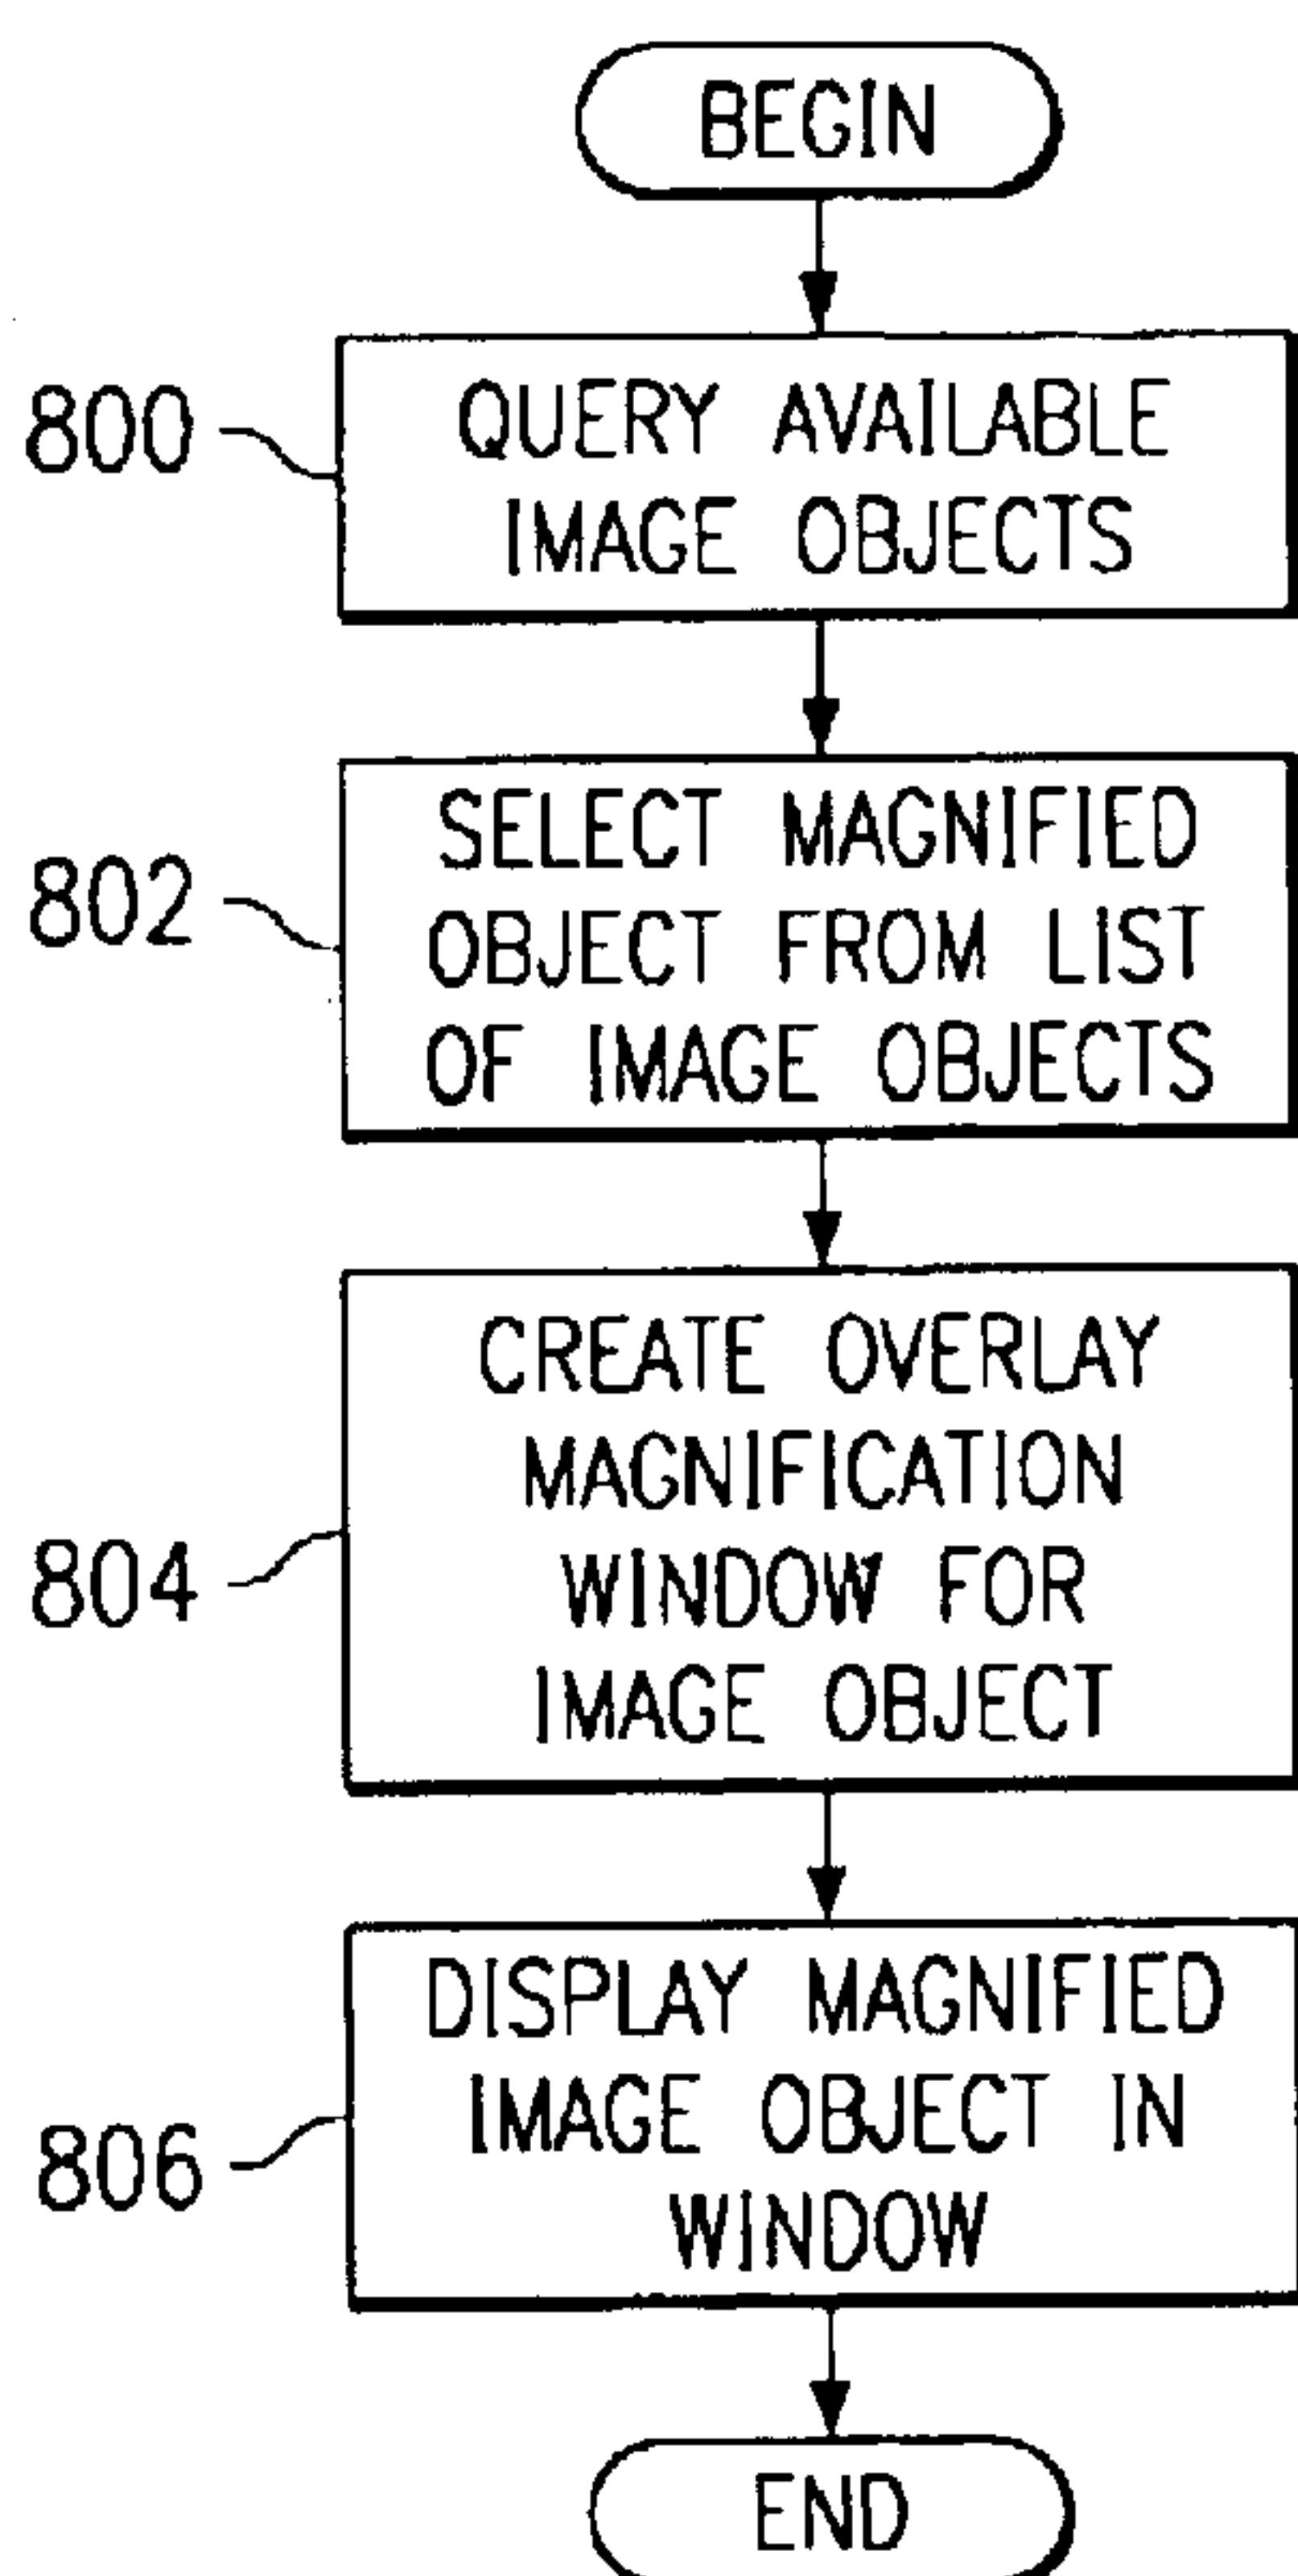 BEGIN
800
QUERY AVAILABLE
IMAGE OBJECTS
802
SELECT MAGNIFIED
OBJECT FROM LIST
OF IMAGE OBJECTS
804
CREATE OVERLAY
MAGNIFICATION
WINDOW FOR
IMAGE OBJECT
806
DISPLAY MAGNIFIED
IMAGE OBJECT IN
WINDOW
END